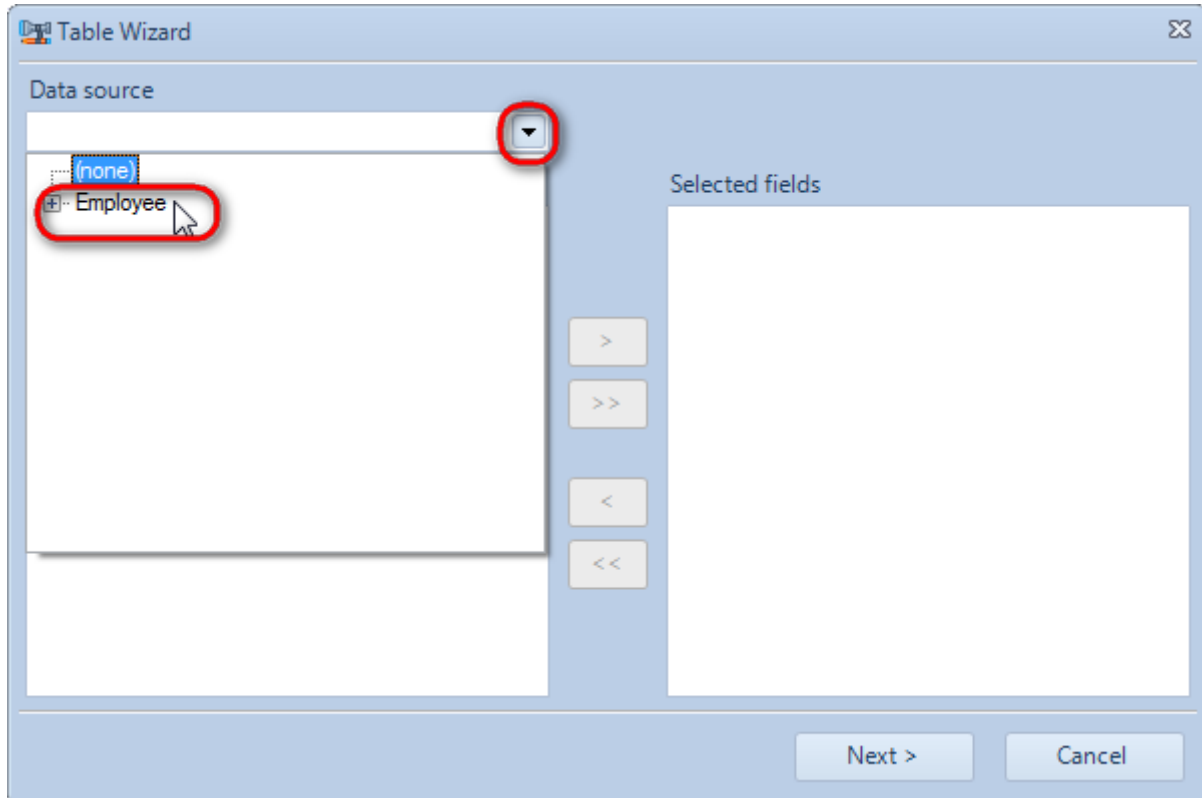 Table Wizard
Data source
(none)
Employee
Selected fields
>
>>
<
<<
Next >
Cancel